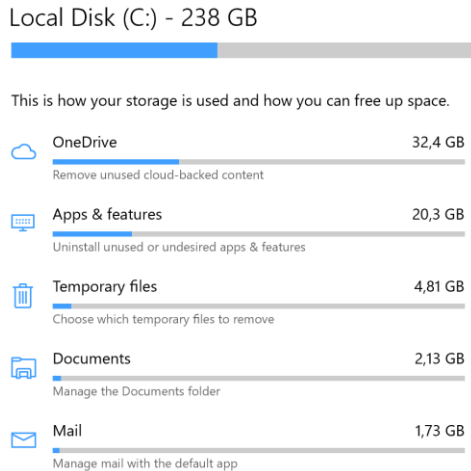 Local Disk (C:) - 238 GB
This is how your storage is used and how you can free up space.
OneDrive 32,4 GB
Remove unused cloud-backed content
Apps & features 20,3 GB
Uninstall unused or undesired apps & features
Temporary files 4,81 GB
Choose which temporary files to remove
Documents 2,13 GB
Manage the Documents folder
Mail 1,73 GB
Manage mail with the default app